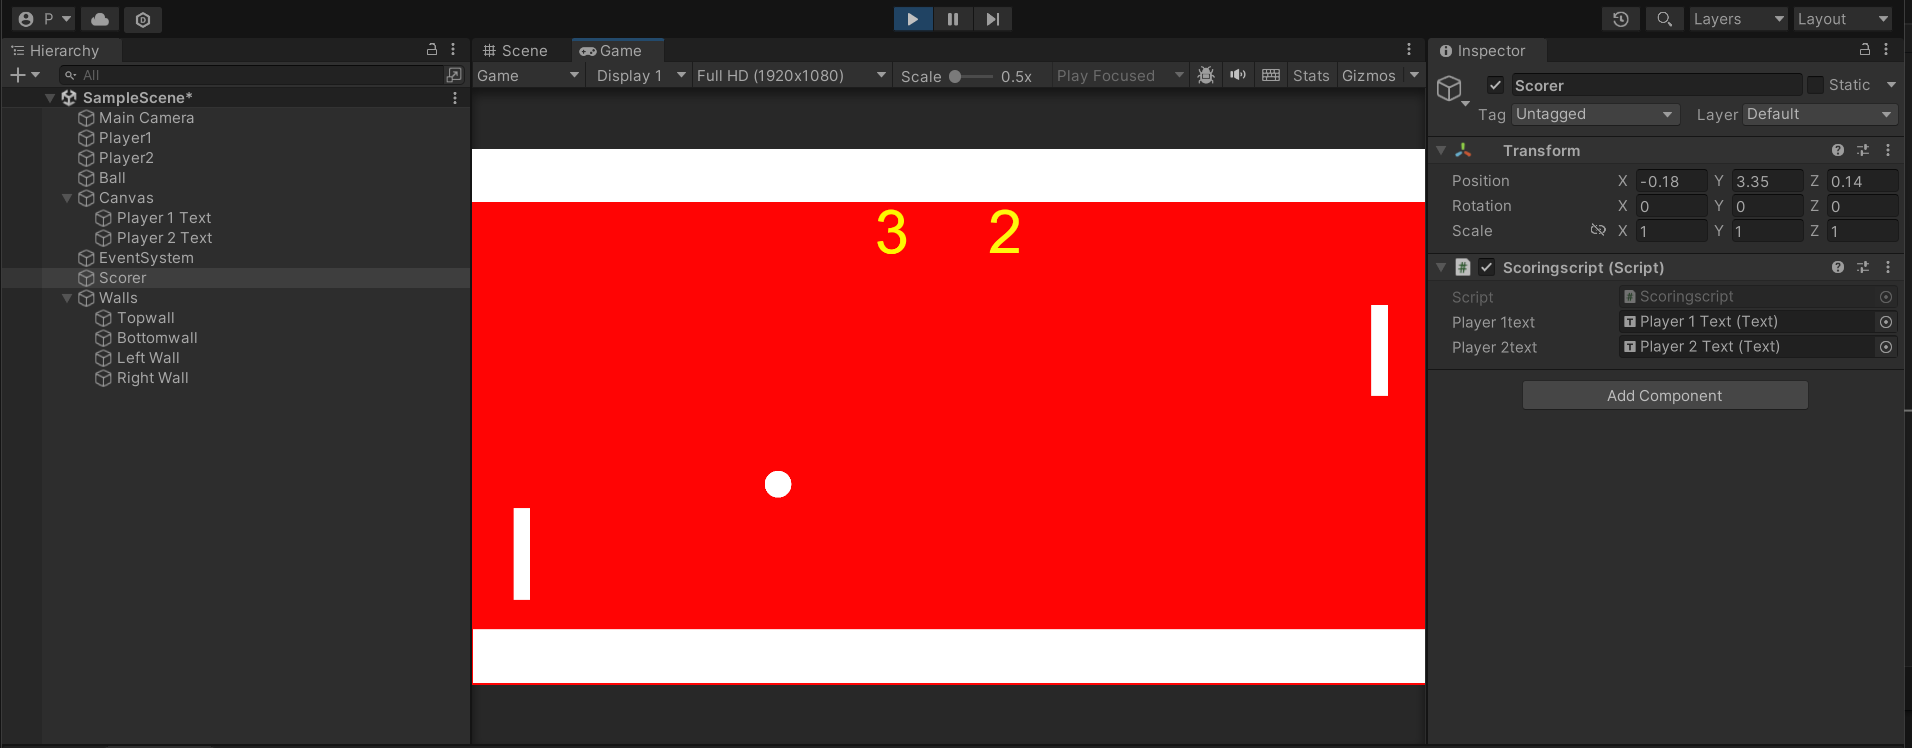 P
Layers
Layout
Hierarchy
All
SampleScene*
Main Camera
Player1
Player2
Ball
Canvas
Player 1 Text
Player 2 Text
EventSystem
Scorer
Walls
Topwall
Bottomwall
Left Wall
Right Wall
Scene
Game
Game
Display 1
Full HD (1920x1080)
Scale
0.5x
Play Focused
Stats
Gizmos
3 2
Inspector
Scorer
Static
Tag Untagged
Layer Default
Transform
Position X -0.18 Y 3.35 Z 0.14
Rotation X 0 Y 0 Z 0
Scale X 1 Y 1 Z 1
# Scoringscript (Script)
Script # Scoringscript
Player 1text T Player 1 Text (Text)
Player 2text T Player 2 Text (Text)
Add Component